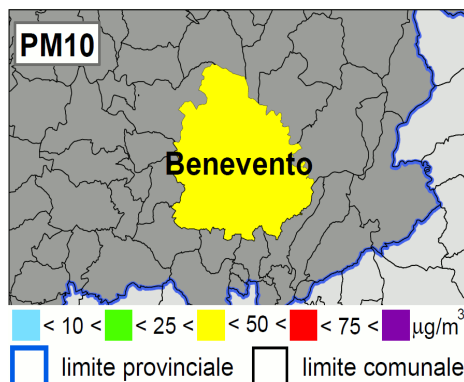 PM10
Benevento
< 10 < < 25 < < 50 < < 75 < μg/m³
limite provinciale limite comunale